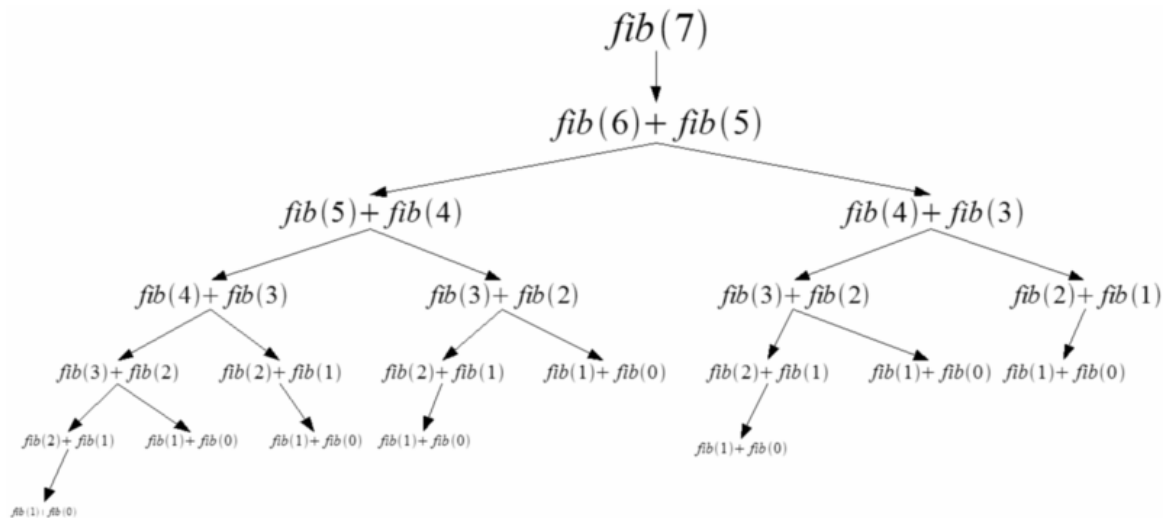 fib(7)
fib(6)+fib(5)
fib(5)+fib(4) fib(4)+fib(3)
fib(4)+fib(3) fib(3)+fib(2) fib(3)+fib(2) fib(2)+fib(1)
fib(3)+fib(2) fib(2)+fib(1) fib(2)+fib(1) fib(1)+fib(0) fib(2)+fib(1) fib(1)+fib(0) fib(1)+fib(0)
fib(2)+fib(1) fib(1)+fib(0) fib(1)+fib(0) fib(1)+fib(0) fib(1)+fib(0)
fib(1)+fib(0)